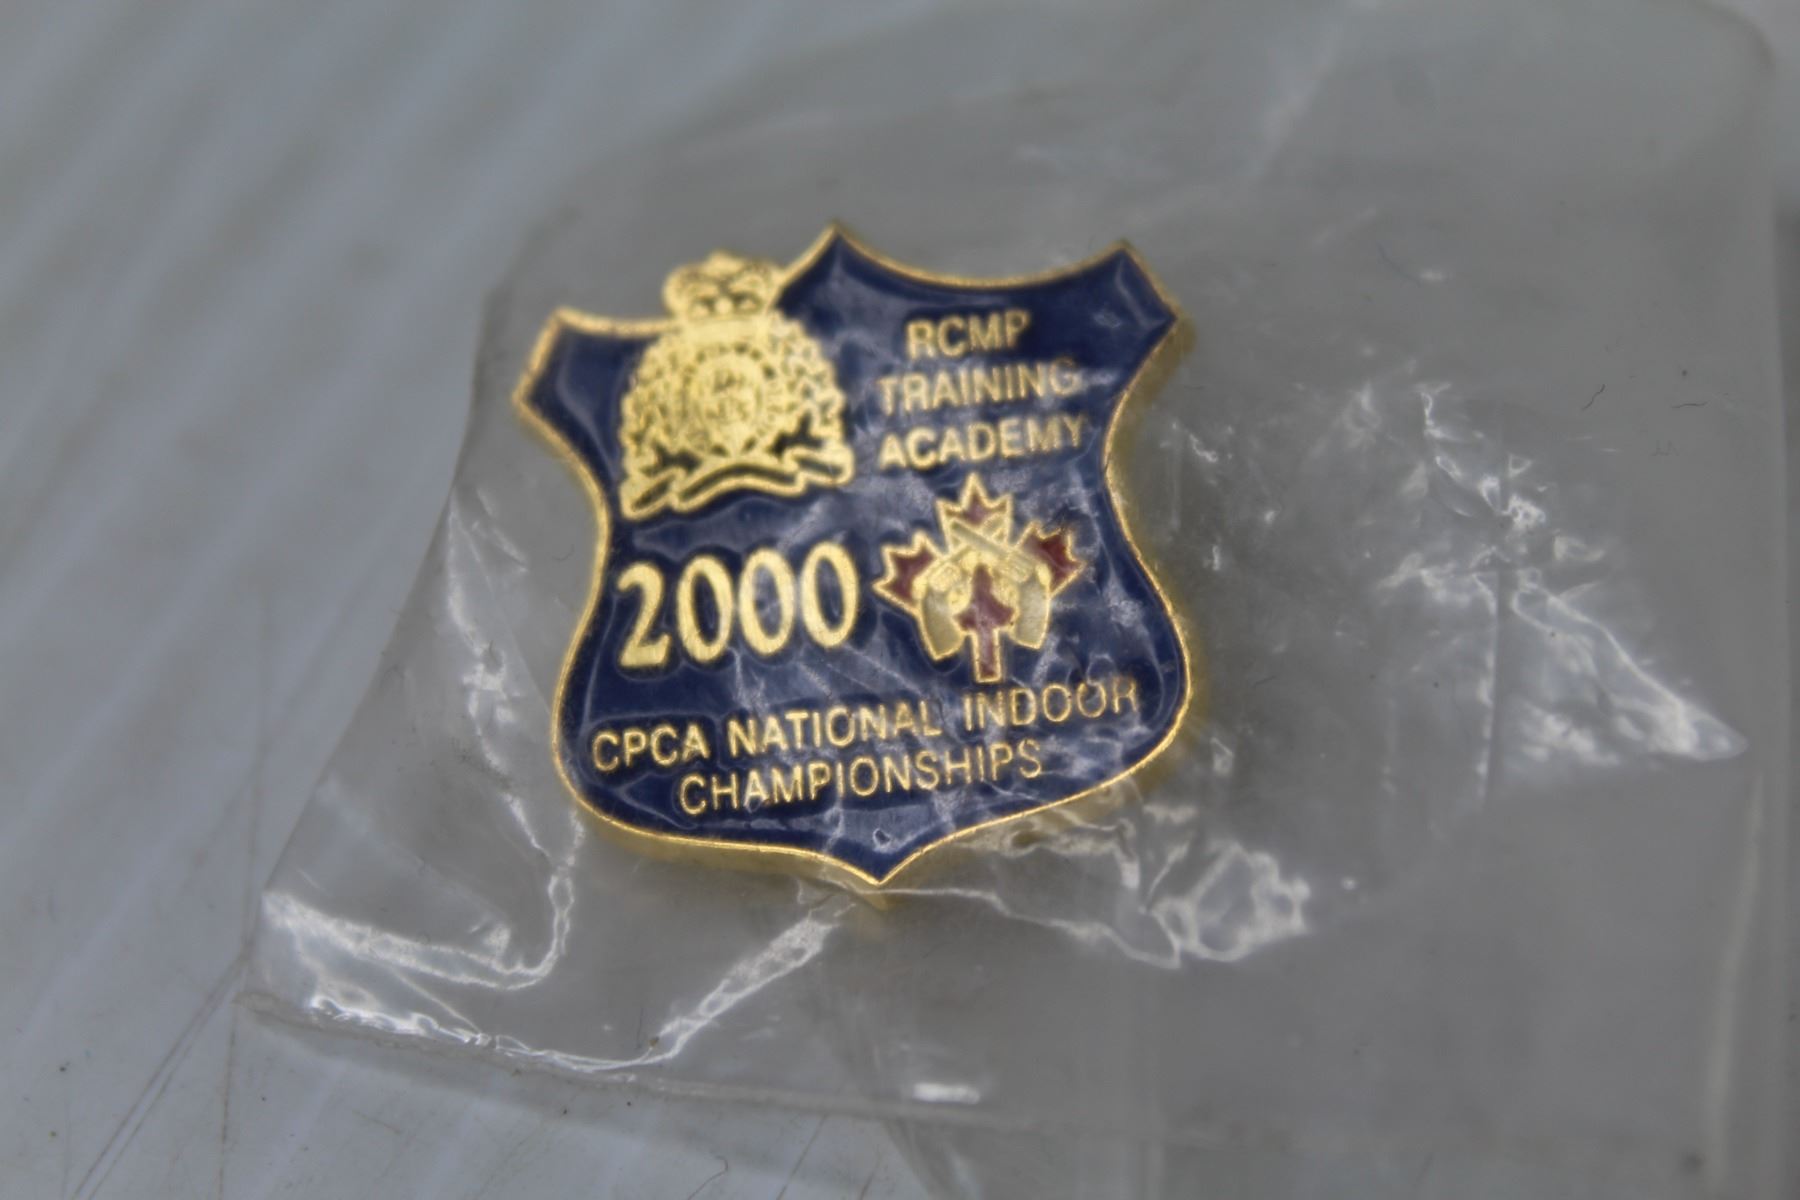 RCMP
TRAINING
ACADEMY
2000
CPCA NATIONAL INDOOR
CHAMPIONSHIPS